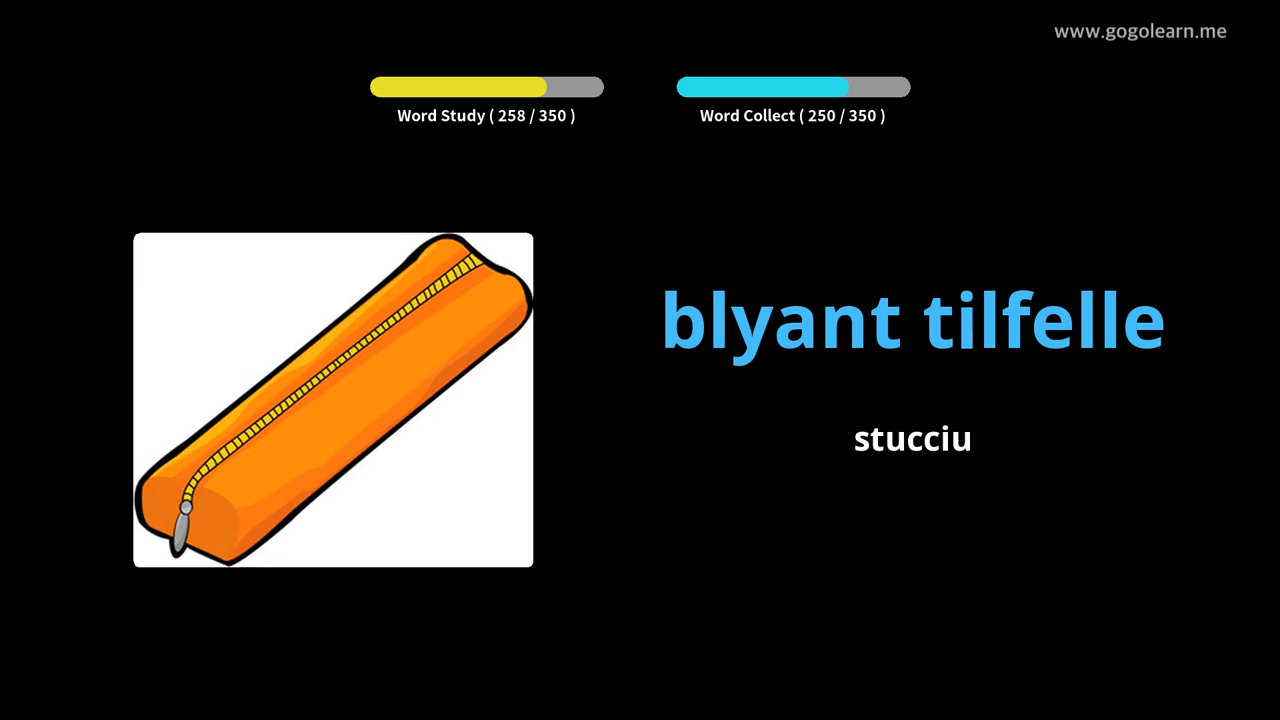 www.gogolearn.me
Word Study ( 258 / 350 )
Word Collect ( 250 / 350 )
blyant tilfelle
stucciu